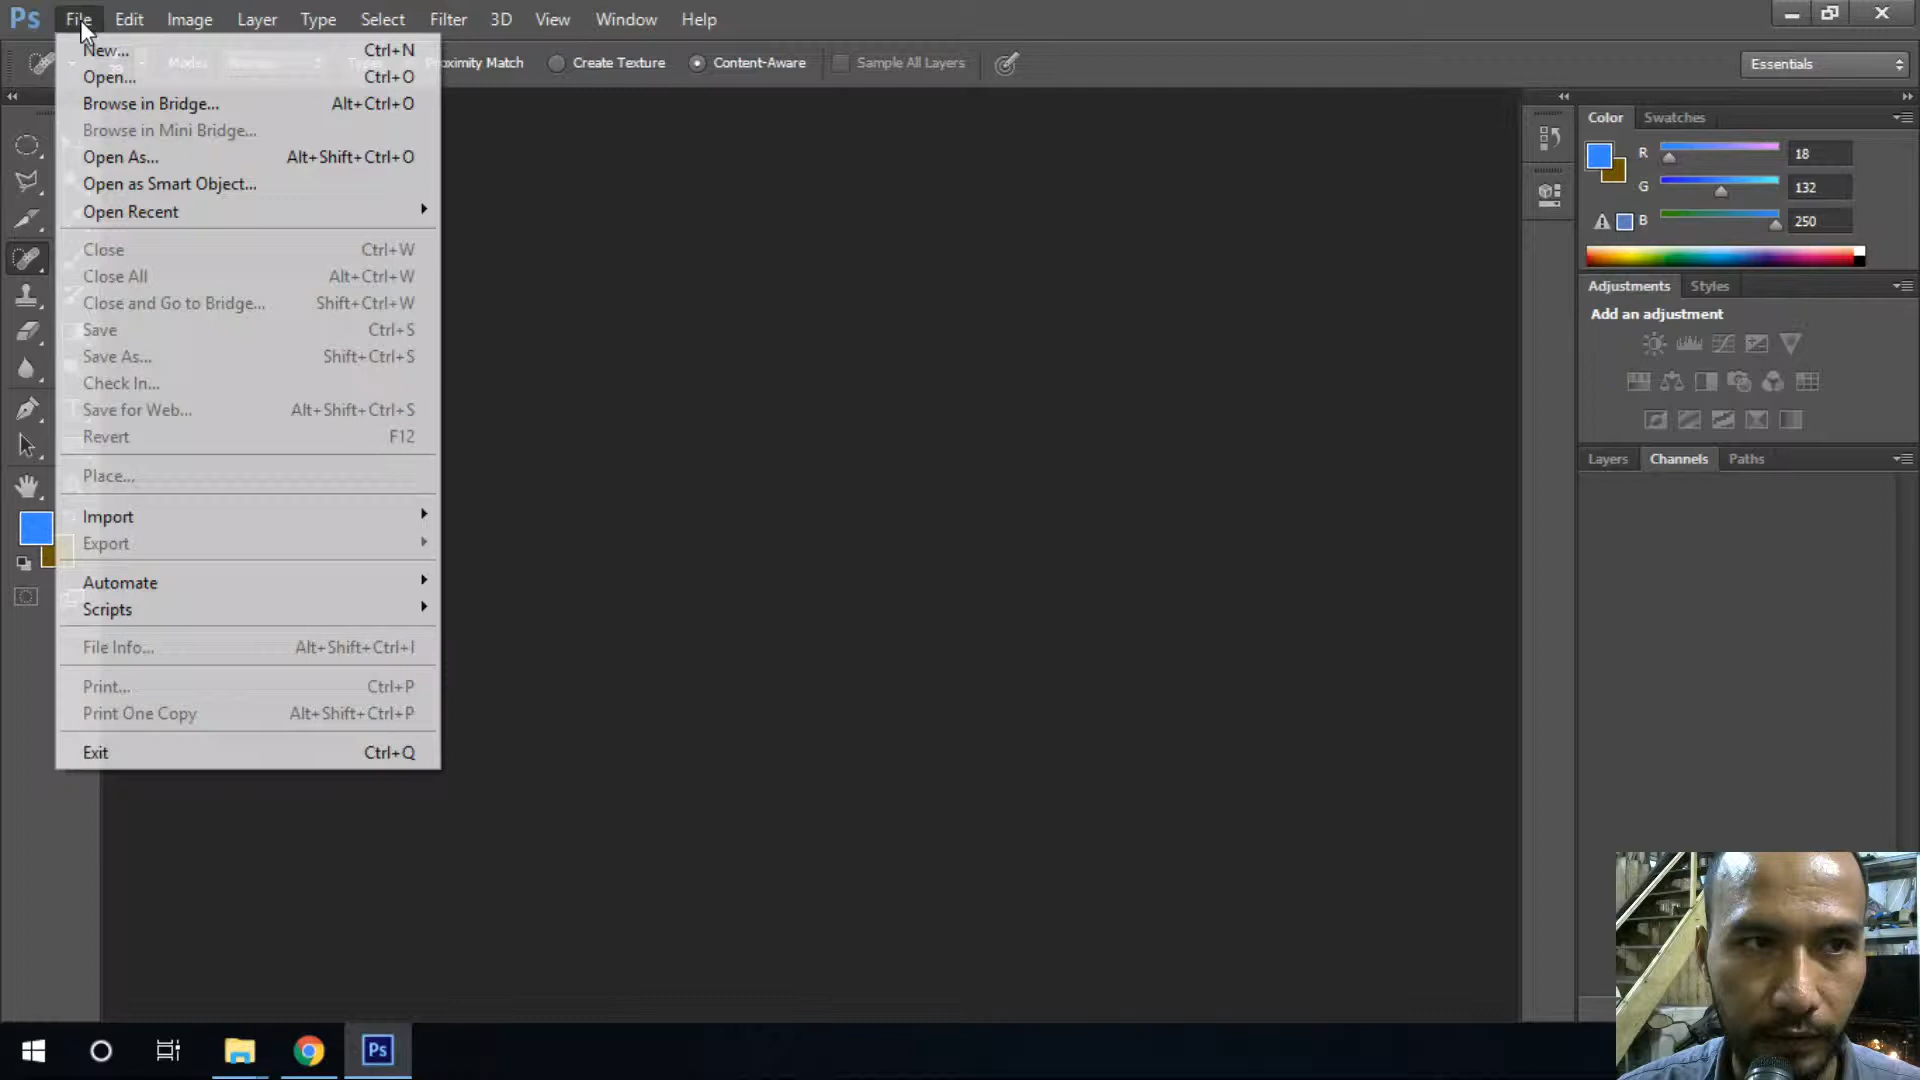 Ps File Edit Image Layer Type Select Filter 3D View Window Help
Proximity Match Create Texture Content-Aware Sample All Layers Essentials
New... Ctrl+N
Open... Ctrl+O
Browse in Bridge... Alt+Ctrl+O
Browse in Mini Bridge...
Open As... Alt+Shift+Ctrl+O
Open as Smart Object...
Open Recent
Close Ctrl+W
Close All Alt+Ctrl+W
Close and Go to Bridge... Shift+Ctrl+W
Save Ctrl+S
Save As... Shift+Ctrl+S
Check In...
Save for Web... Alt+Shift+Ctrl+S
Revert F12
Place...
Import
Export
Automate
Scripts
File Info... Alt+Shift+Ctrl+I
Print... Ctrl+P
Print One Copy Alt+Shift+Ctrl+P
Exit Ctrl+Q
Color Swatches
R 18
G 132
B 250
Adjustments Styles
Add an adjustment
Layers Channels Paths
Ps